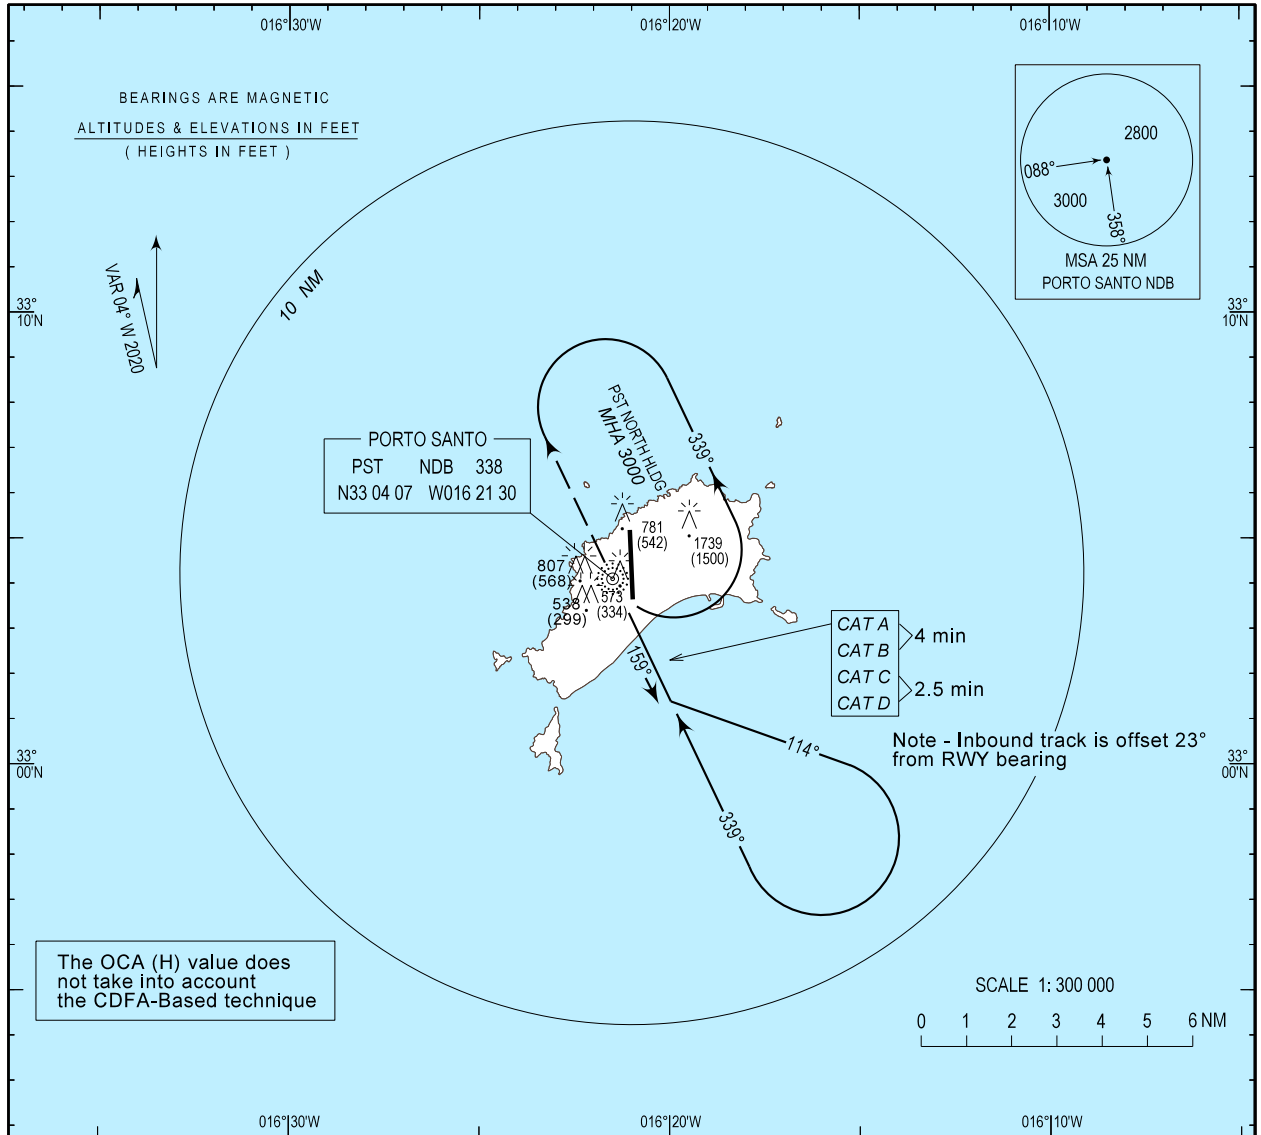 016°30'W
016°20'W
016°10'W
BEARINGS ARE MAGNETIC
ALTITUDES & ELEVATIONS IN FEET
( HEIGHTS IN FEET )
2800
088°
3000
358°
MSA 25 NM
PORTO SANTO NDB
VAR 04° W 2020
10 NM
33°
10'N
33°
10'N
PORTO SANTO
PST NDB 338
N33 04 07 W016 21 30
PST NORTH HLDG
MHA 3000
339°
781
(542)
1739
(1500)
807
(568)
573
(334)
538
(299)
159°
CAT A
CAT B
4 min
CAT C
CAT D
2.5 min
114°
Note - Inbound track is offset 23°
from RWY bearing
33°
00'N
33°
00'N
339°
The OCA (H) value does
not take into account
the CDFA-Based technique
SCALE 1: 300 000
0 1 2 3 4 5 6 NM
016°30'W
016°20'W
016°10'W